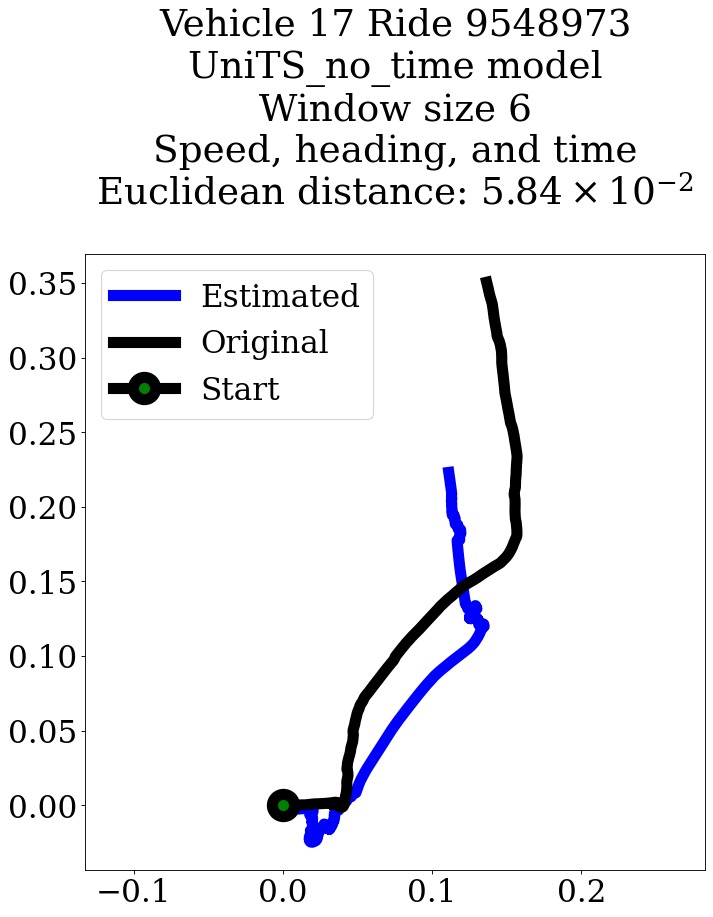 Vehicle 17 Ride 9548973
UniTS_no_time model
Window size 6
Speed, heading, and time
Euclidean distance: 5.84 × 10⁻²
Estimated
Original
Start
0.35
0.30
0.25
0.20
0.15
0.10
0.05
0.00
−0.1 0.0 0.1 0.2